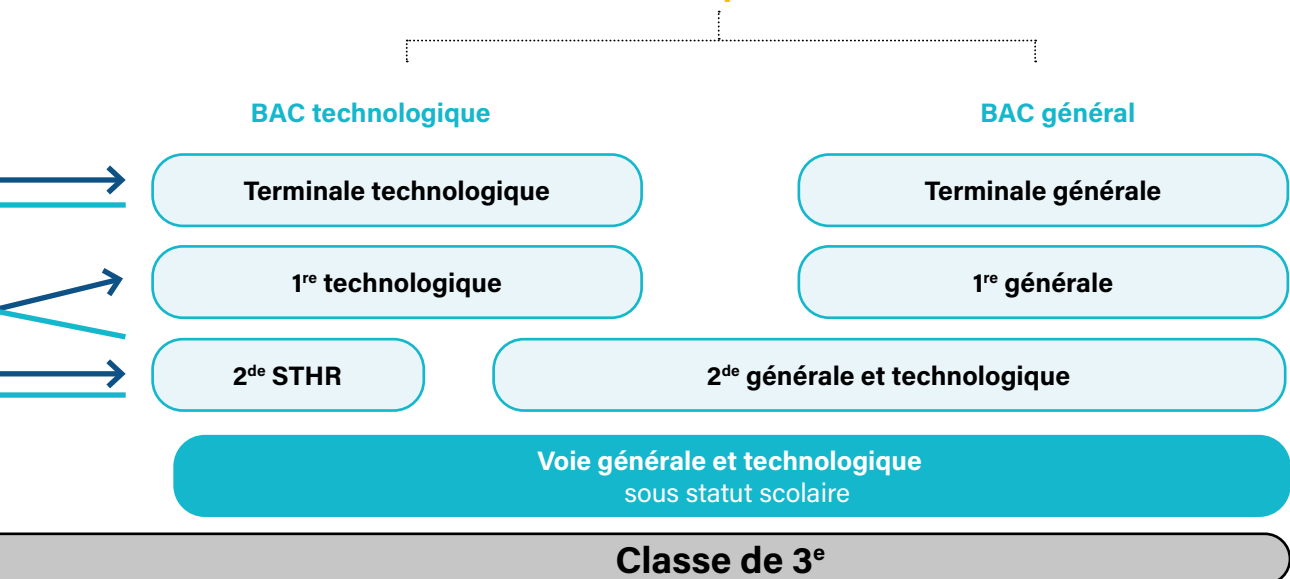 BAC technologique
BAC général
Terminale technologique
Terminale générale
1re technologique
1re générale
2de STHR
2de générale et technologique
Voie générale et technologique
sous statut scolaire
Classe de 3e